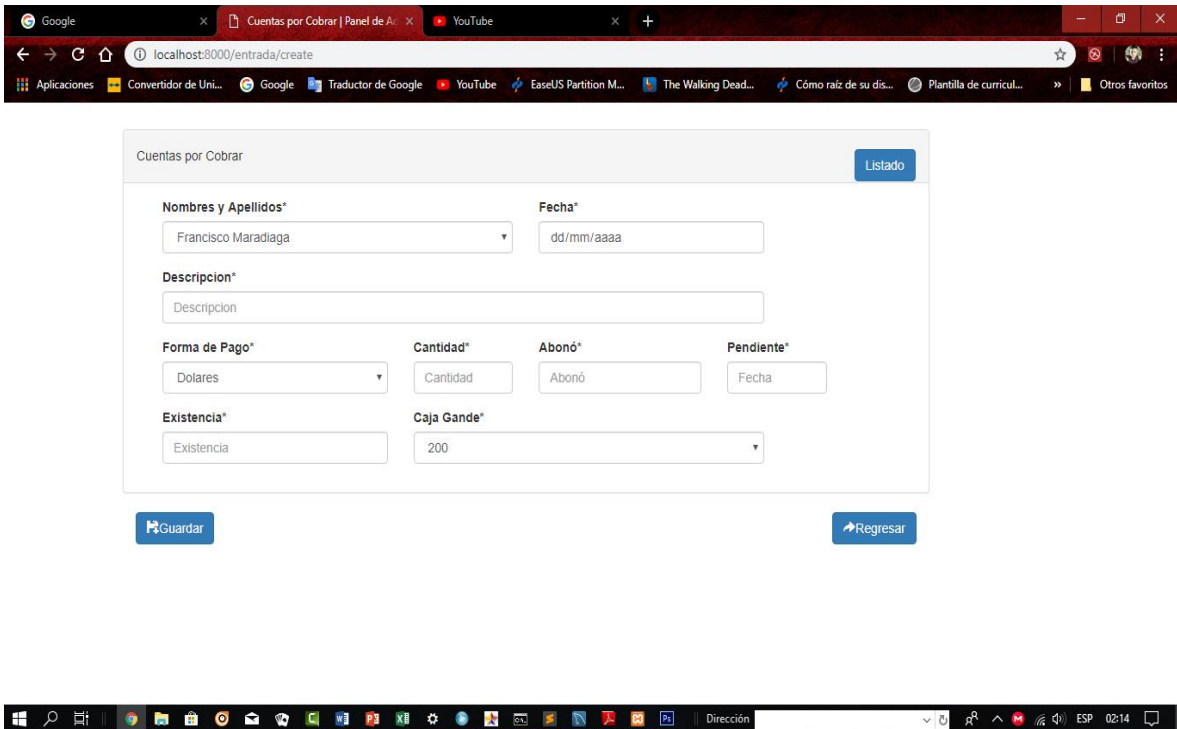 Google
Cuentas por Cobrar | Panel de Ad
YouTube
localhost:8000/entrada/create
Aplicaciones
Convertidor de Uni...
Google
Traductor de Google
YouTube
EaseUS Partition M...
The Walking Dead...
Cómo raíz de su dis...
Plantilla de curricul...
»
Otros favoritos
Cuentas por Cobrar
Listado
Nombres y Apellidos*
Fecha*
Francisco Maradiaga
dd/mm/aaaa
Descripcion*
Descripcion
Forma de Pago*
Cantidad*
Abonó*
Pendiente*
Dolares
Cantidad
Abonó
Fecha
Existencia*
Caja Gande*
Existencia
200
Guardar
Regresar
Dirección
ESP
02:14